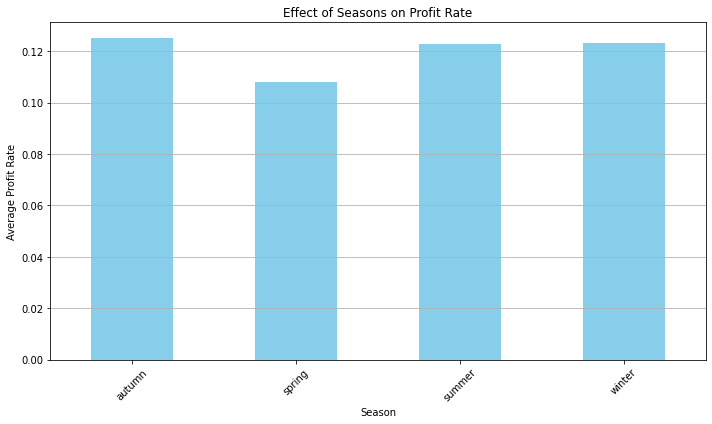 Effect of Seasons on Profit Rate
Average Profit Rate
0.12
0.10
0.08
0.06
0.04
0.02
0.00
autumn
spring
summer
winter
Season